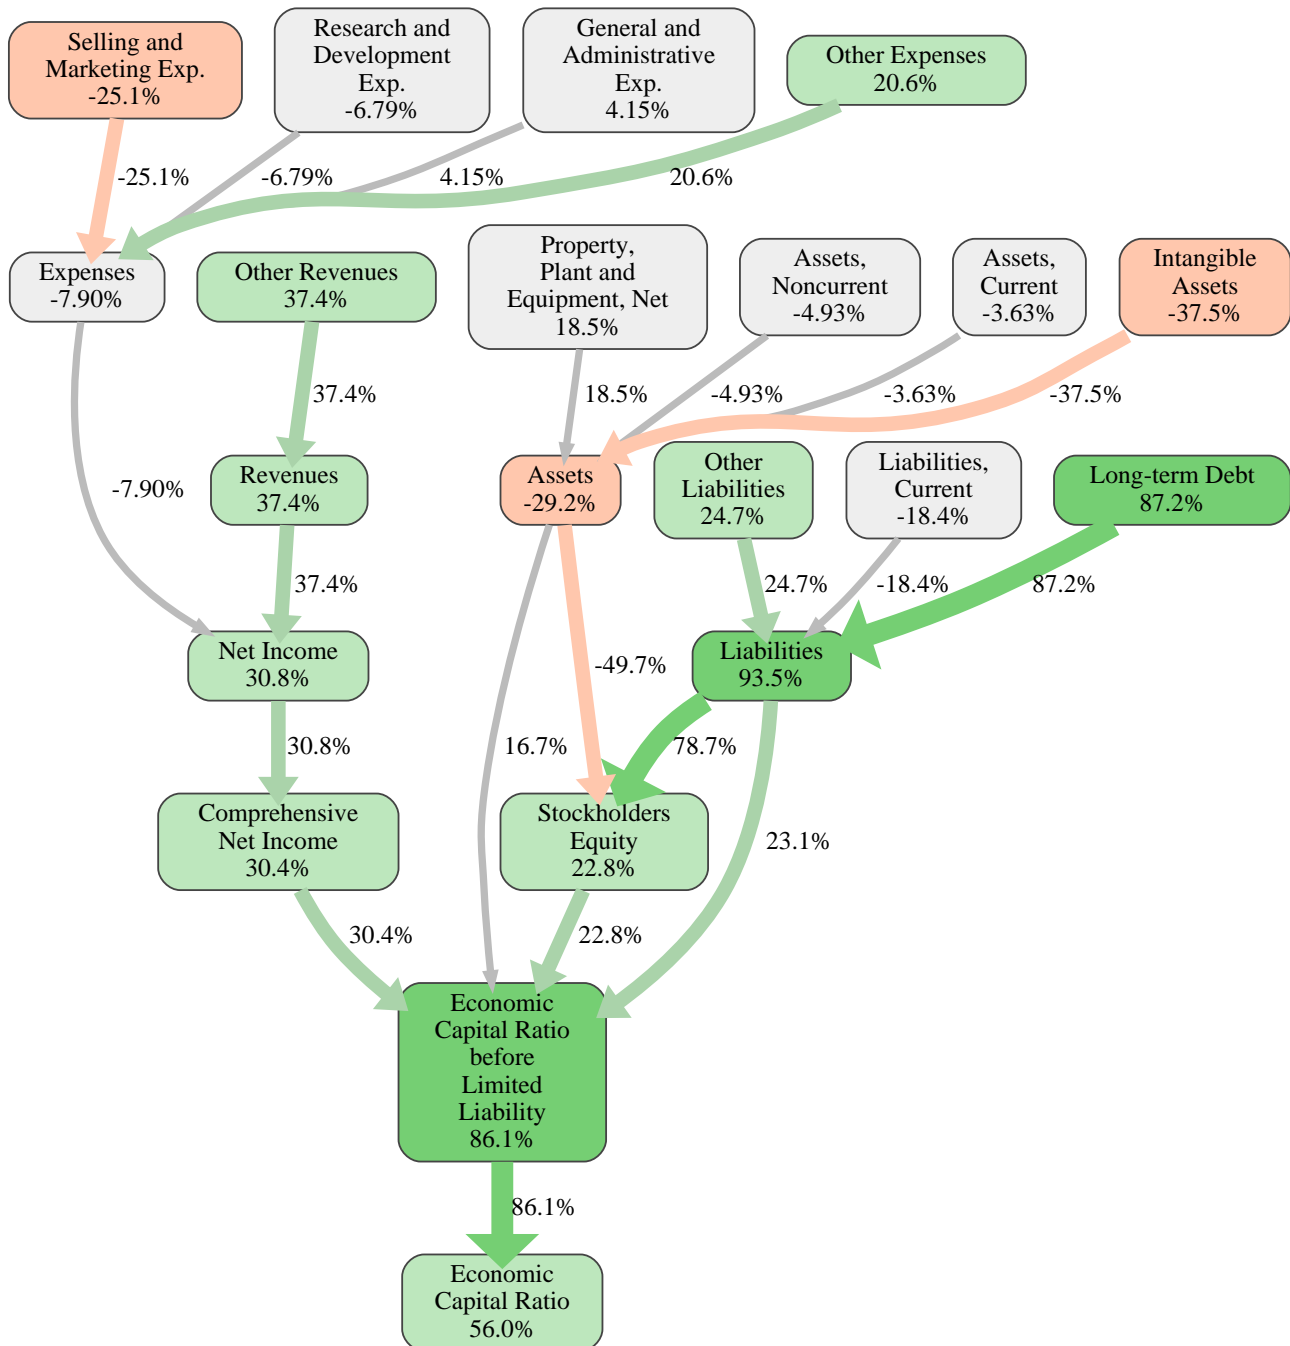 Selling and
Marketing Exp.
-25.1%
Research and
Development
Exp.
-6.79%
General and
Administrative
Exp.
4.15%
Other Expenses
20.6%
-25.1%
-6.79%
4.15%
20.6%
Expenses
-7.90%
Other Revenues
37.4%
Property,
Plant and
Equipment, Net
18.5%
Assets,
Noncurrent
-4.93%
Assets,
Current
-3.63%
Intangible
Assets
-37.5%
37.4%
18.5%
-4.93%
-3.63%
-37.5%
-7.90%
Revenues
37.4%
Assets
-29.2%
Other
Liabilities
24.7%
Liabilities,
Current
-18.4%
Long-term Debt
87.2%
37.4%
24.7%
-18.4%
87.2%
Net Income
30.8%
-49.7%
Liabilities
93.5%
30.8%
16.7%
78.7%
Comprehensive
Net Income
30.4%
Stockholders
Equity
22.8%
23.1%
30.4%
22.8%
Economic
Capital Ratio
before
Limited
Liability
86.1%
86.1%
Economic
Capital Ratio
56.0%